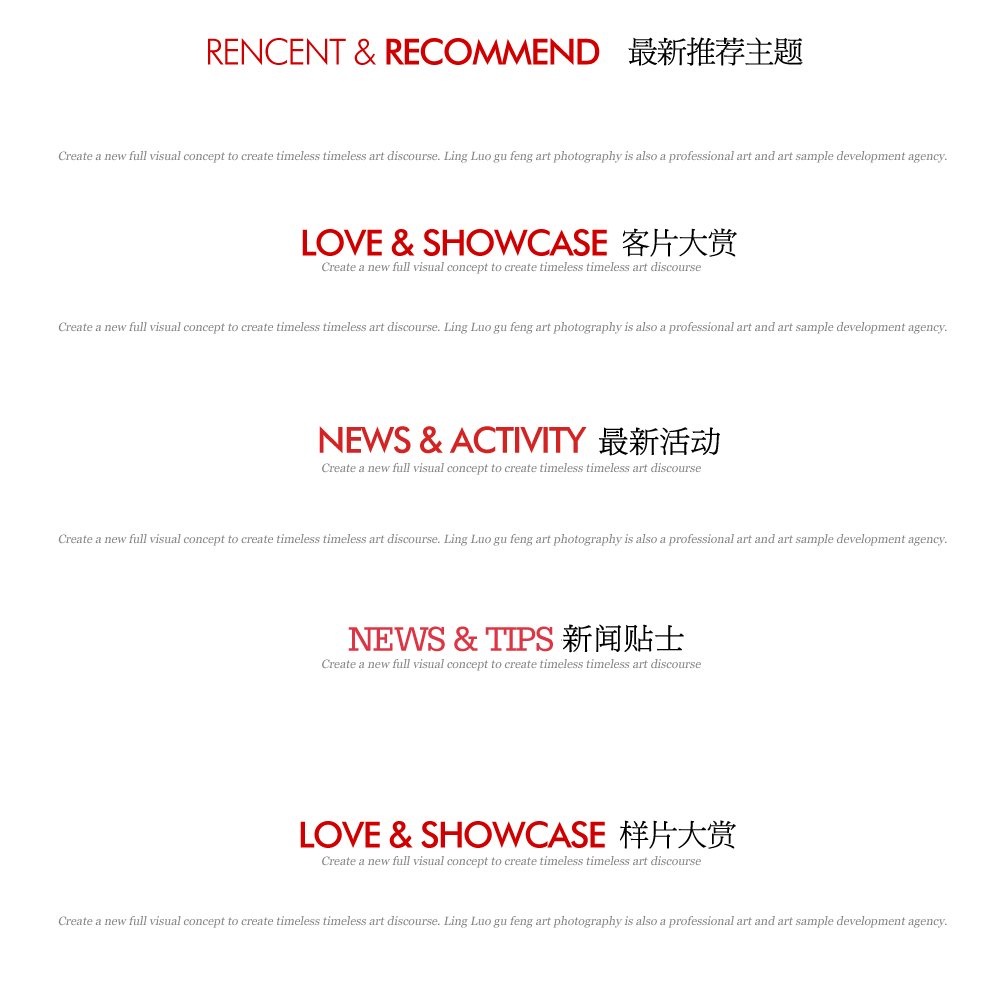 RENCENT & RECOMMEND 最新推荐主题
Create a new full visual concept to create timeless timeless art discourse. Ling Luo gu feng art photography is also a professional art and art sample development agency.
LOVE & SHOWCASE 客片大赏
Create a new full visual concept to create timeless timeless art discourse
Create a new full visual concept to create timeless timeless art discourse. Ling Luo gu feng art photography is also a professional art and art sample development agency.
NEWS & ACTIVITY 最新活动
Create a new full visual concept to create timeless timeless art discourse
Create a new full visual concept to create timeless timeless art discourse. Ling Luo gu feng art photography is also a professional art and art sample development agency.
NEWS & TIPS 新闻贴士
Create a new full visual concept to create timeless timeless art discourse
LOVE & SHOWCASE 样片大赏
Create a new full visual concept to create timeless timeless art discourse
Create a new full visual concept to create timeless timeless art discourse. Ling Luo gu feng art photography is also a professional art and art sample development agency.